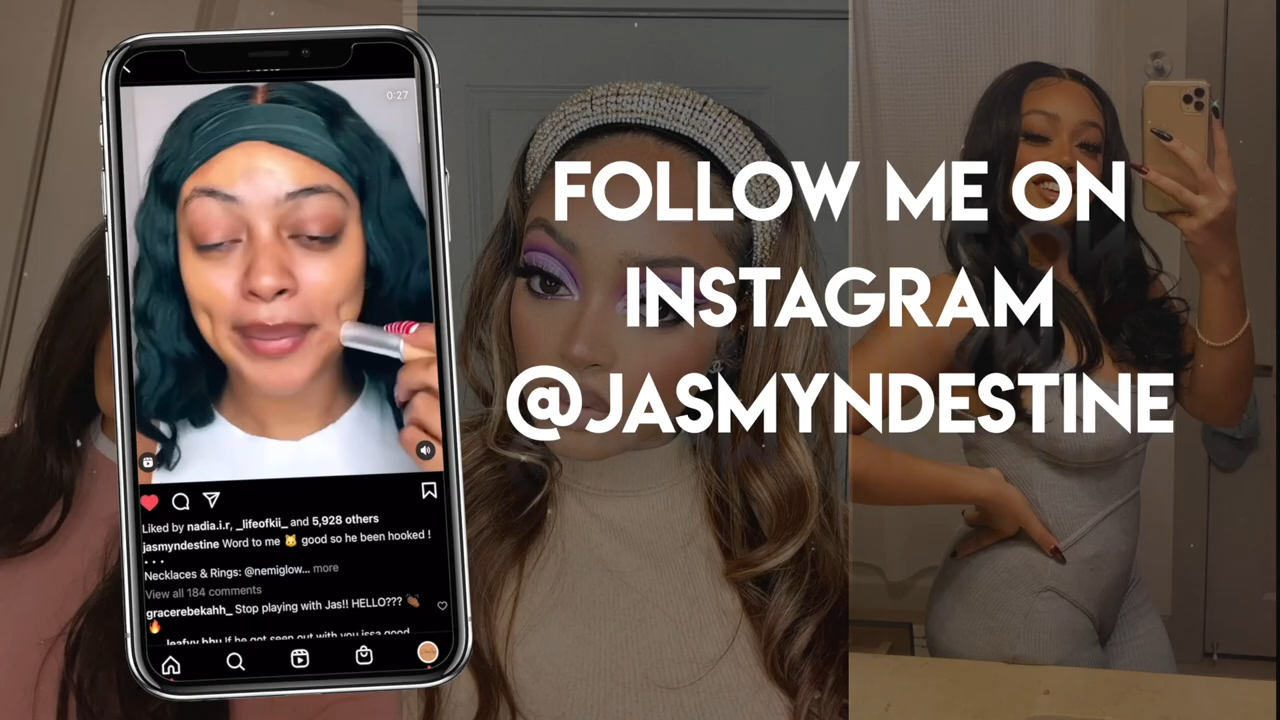 0:27
FOLLOW ME ON
INSTAGRAM
@JASMYNDESTINE
Liked by nadia.i.r, _lifeofkii_ and 5,928 others
jasmyndestine Word to me 😺 good so he been hooked !
• • •
Necklaces & Rings: @nemiglow... more
View all 184 comments
gracerebekahh_ Stop playing with Jas!! HELLO??? 👏🏾
🔥